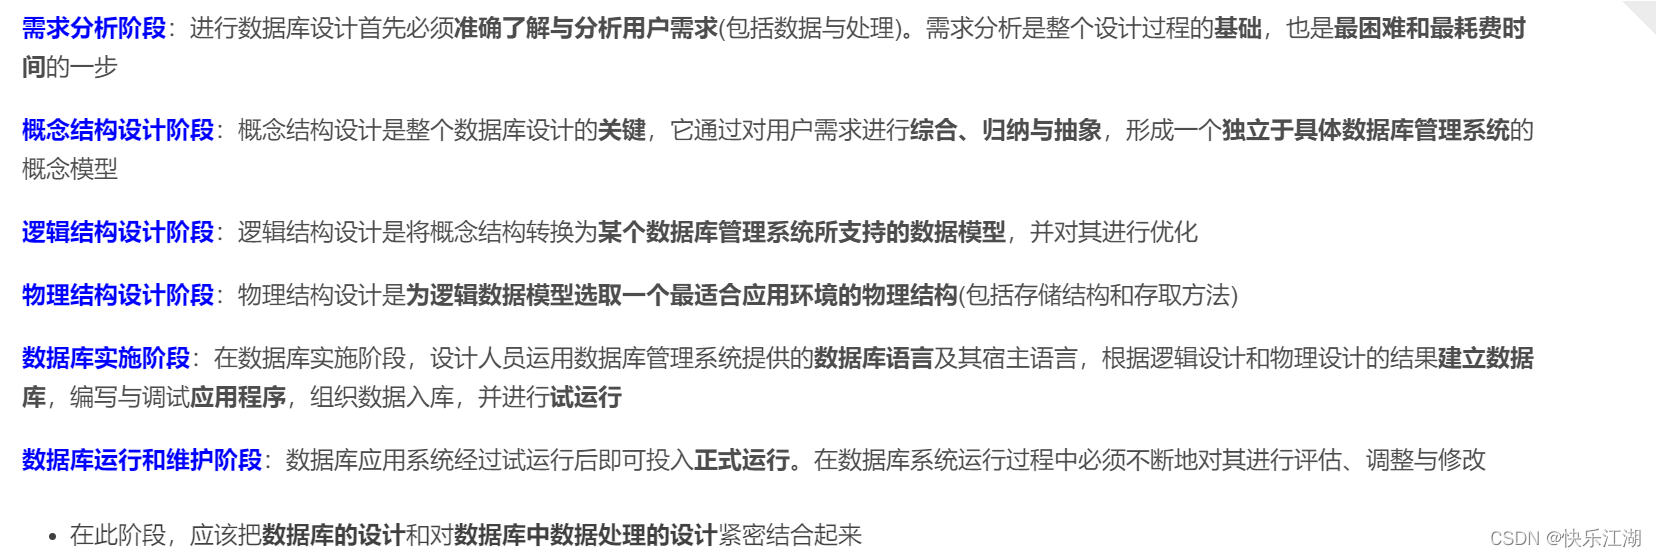 需求分析阶段：进行数据库设计首先必须准确了解与分析用户需求(包括数据与处理)。需求分析是整个设计过程的基础，也是最困难和最耗费时
间的一步
概念结构设计阶段：概念结构设计是整个数据库设计的关键，它通过对用户需求进行综合、归纳与抽象，形成一个独立于具体数据库管理系统的
概念模型
逻辑结构设计阶段：逻辑结构设计是将概念结构转换为某个数据库管理系统所支持的数据模型，并对其进行优化
物理结构设计阶段：物理结构设计是为逻辑数据模型选取一个最适合应用环境的物理结构(包括存储结构和存取方法)
数据库实施阶段：在数据库实施阶段，设计人员运用数据库管理系统提供的数据库语言及其宿主语言，根据逻辑设计和物理设计的结果建立数据
库，编写与调试应用程序，组织数据入库，并进行试运行
数据库运行和维护阶段：数据库应用系统经过试运行后即可投入正式运行。在数据库系统运行过程中必须不断地对其进行评估、调整与修改
• 在此阶段，应该把数据库的设计和对数据库中数据处理的设计紧密结合起来
CSDN @快乐江湖